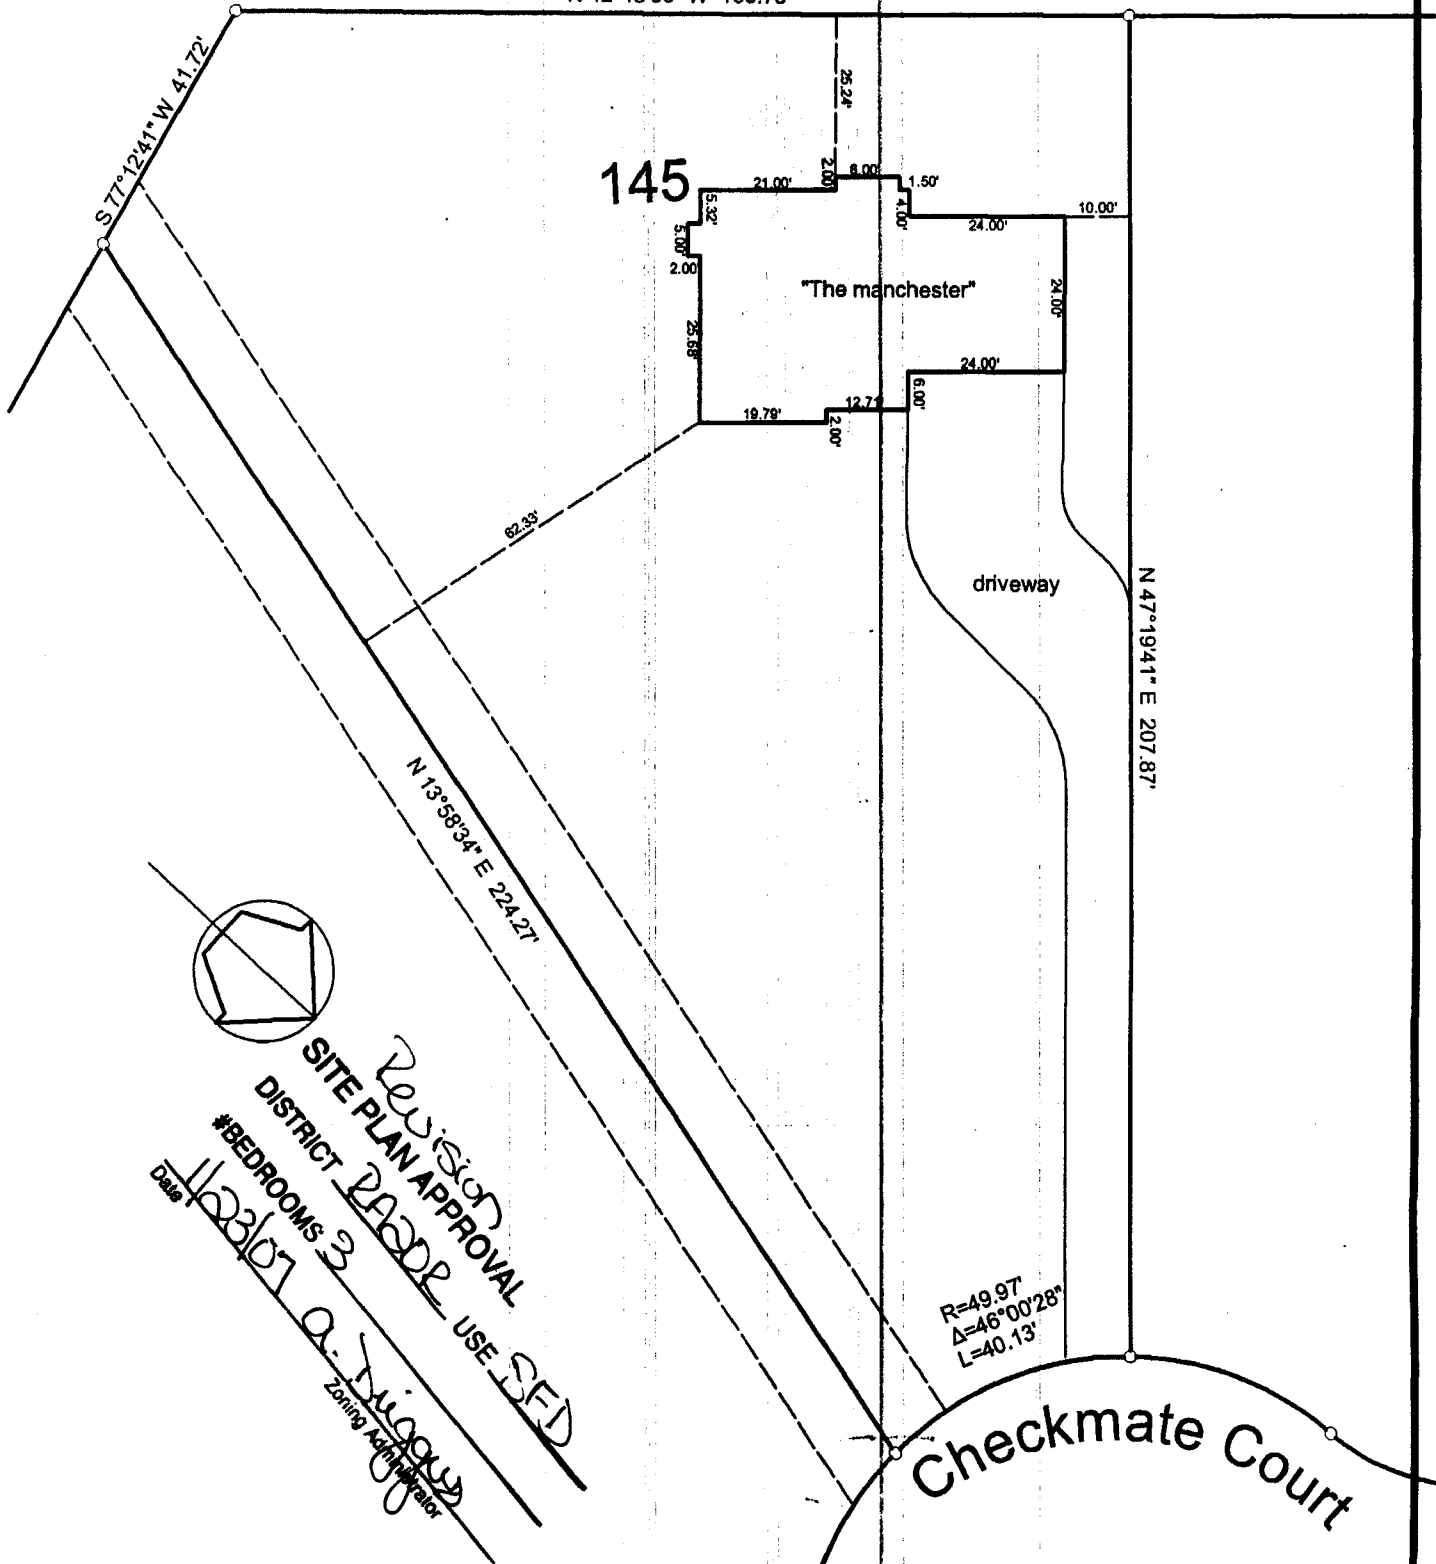 S 77°12'41" W 41.72'
25.24'
145
21.00'
2.00'
6.00'
1.50'
4.00'
24.00'
10.00'
5.32'
5.00'
2.00'
"The manchester"
24.00'
25.68'
24.00'
6.00'
12.71'
19.79'
2.00'
62.33'
driveway
N 47°19'41" E 207.87'
N 13°58'34" E 224.27'
Revision
SITE PLAN APPROVAL
DISTRICT RA20R USE SFD
#BEDROOMS 3
1/23/07
Date
Zoning Administrator
R=49.97'
Δ=46°00'28"
L=40.13'
Checkmate Court